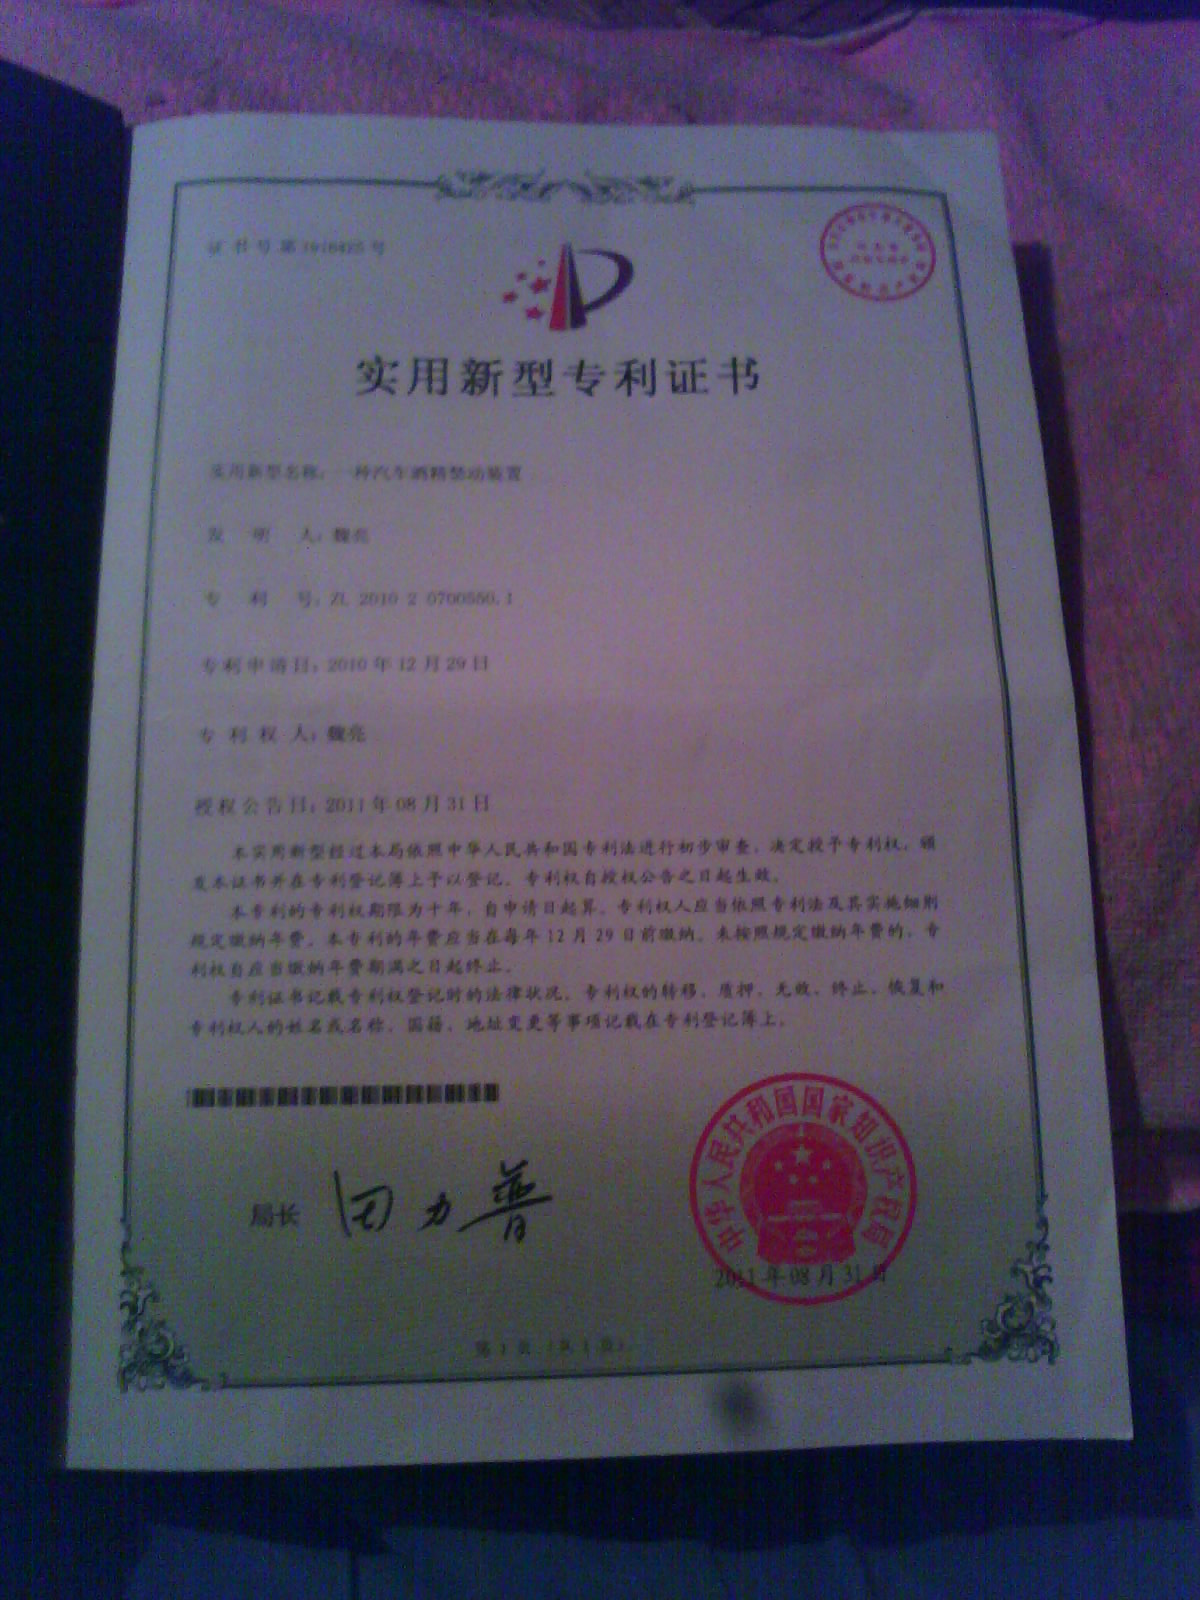 证书号第1918425号
实用新型专利证书
实用新型名称：一种汽车酒精禁动装置
发明人：魏亮
专利号：ZL 2010 2 0700550.1
专利申请日：2010年12月29日
专利权人：魏亮
授权公告日：2011年08月31日
本实用新型经过本局依照中华人民共和国专利法进行初步审查，决定授予专利权，颁
发本证书并在专利登记簿上予以登记。专利权自授权公告之日起生效。
本专利的专利权期限为十年，自申请日起算。专利权人应当依照专利法及其实施细则
规定缴纳年费。本专利的年费应当在每年12月29日前缴纳。未按照规定缴纳年费的，专
利权自应当缴纳年费期满之日起终止。
专利证书记载专利权登记时的法律状况。专利权的转移、质押、无效、终止、恢复和
专利权人的姓名或名称、国籍、地址变更等事项记载在专利登记簿上。
局长 田力普
中华人民共和国国家知识产权局
2011年08月31日
第1页（共1页）